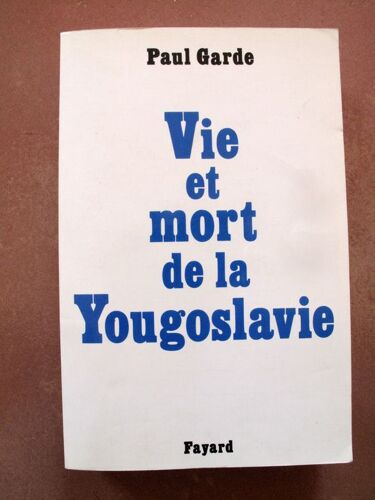 Paul Garde
Vie
et
mort
de la
Yougoslavie
Fayard